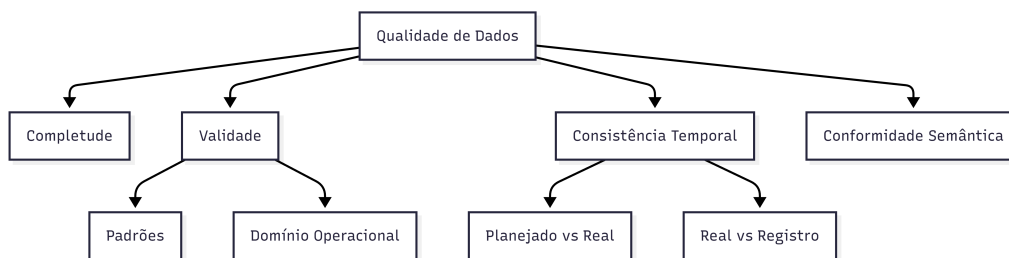 Qualidade de Dados
Completude
Validade
Consistência Temporal
Conformidade Semântica
Padrões
Domínio Operacional
Planejado vs Real
Real vs Registro